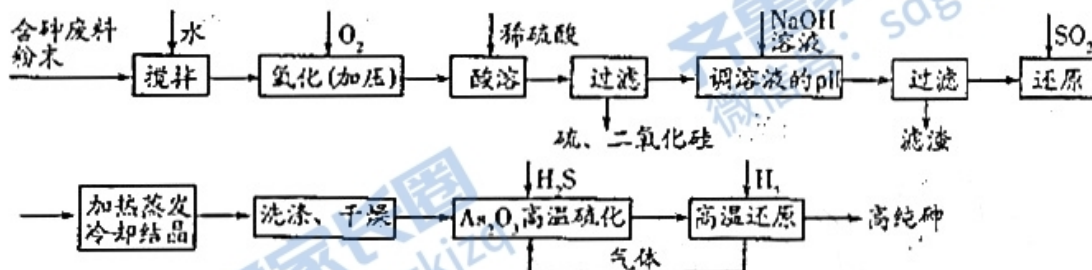 含砷废料
粉末
水
O₂
稀硫酸
NaOH
溶液
SO₂
搅拌
氧化(加压)
酸溶
过滤
调溶液的pH
过滤
还原
硫、二氧化硅
滤渣
H₂S
H₂
加热蒸发
冷却结晶
洗涤、干燥
As₂O₃高温硫化
高温还原
高纯砷
气体
家长圈